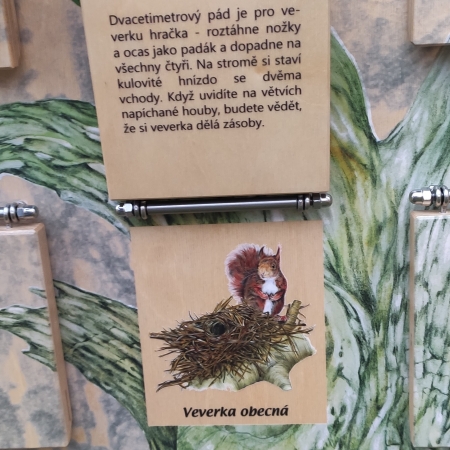 Dvacetimetrový pád je pro ve-
verku hračka - roztáhne nožky
a ocas jako padák a dopadne na
všechny čtyři. Na stromě si staví
kulovité hnízdo se dvěma
vchody. Když uvidíte na větvích
napichané houby, budete vědět,
že si veverka dělá zásoby.
Veverka obecná